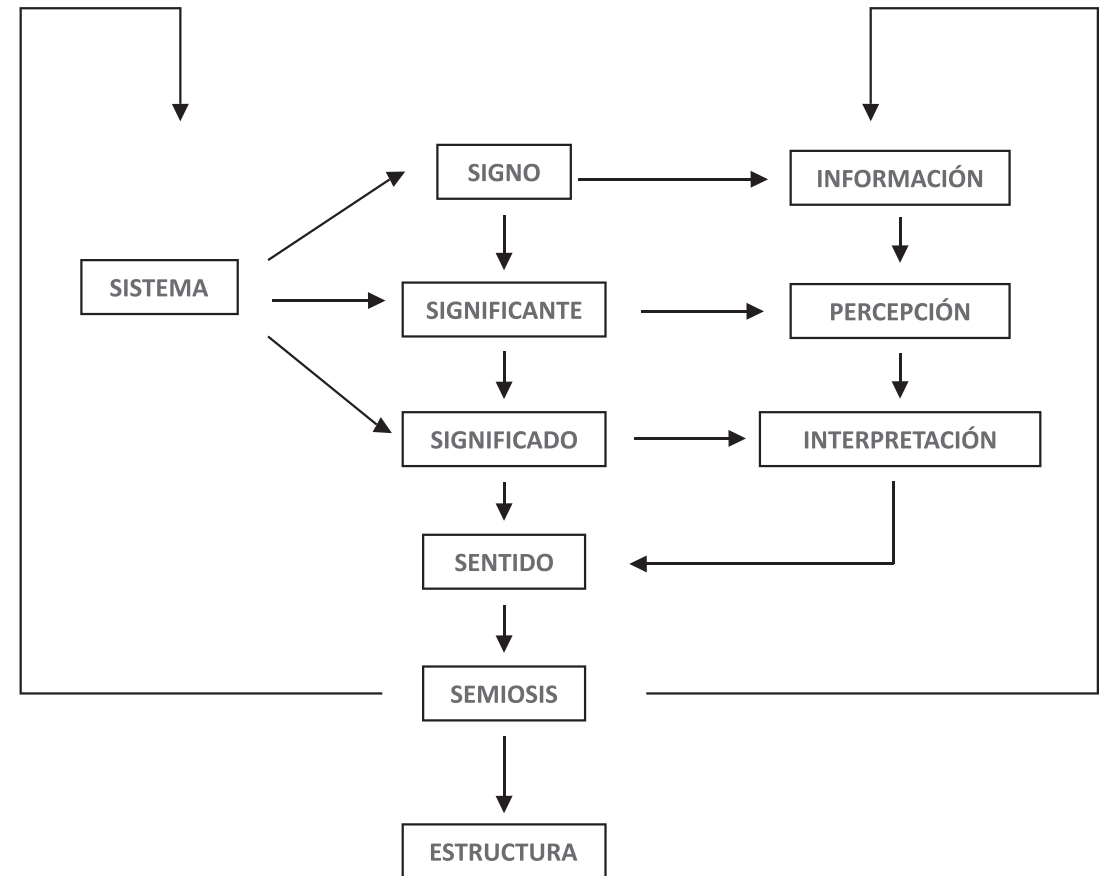 SIGNO
INFORMACIÓN
SISTEMA
SIGNIFICANTE
PERCEPCIÓN
SIGNIFICADO
INTERPRETACIÓN
SENTIDO
SEMIOSIS
ESTRUCTURA